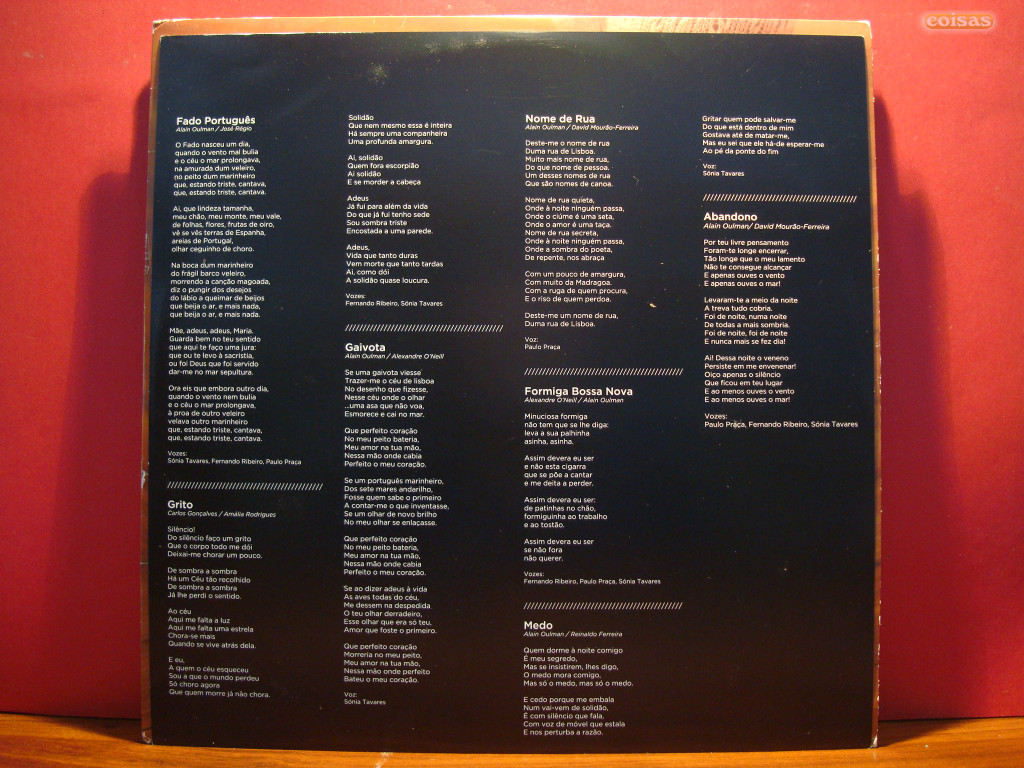 coisas
Fado Português
Alain Oulman / José Régio
O Fado nasceu um dia,
quando o vento mal bulia
e o céu o mar prolongava,
na amurada dum veleiro,
no peito dum marinheiro
que, estando triste, cantava,
que, estando triste, cantava.
Ai, que lindeza tamanha,
meu chão, meu monte, meu vale,
de folhas, flores, frutas de oiro,
vê se vês terras de Espanha,
areias de Portugal,
olhar ceguinho de choro.
Na boca dum marinheiro
do frágil barco veleiro,
morrendo a canção magoada,
diz o pungir dos desejos
do lábio a queimar de beijos
que beija o ar, e mais nada,
que beija o ar, e mais nada.
Mãe, adeus, adeus, Maria.
Guarda bem no teu sentido
que aqui te faço uma jura:
que ou te levo à sacristia,
ou foi Deus que foi servido
dar-me no mar sepultura.
Ora eis que embora outro dia,
quando o vento nem bulia
e o céu o mar prolongava,
à proa de outro veleiro
velava outro marinheiro
que, estando triste, cantava,
que, estando triste, cantava.
Vozes:
Sónia Tavares, Fernando Ribeiro, Paulo Praça
////////////////////////////////////////////
Grito
Carlos Gonçalves / Amália Rodrigues
Silêncio!
Do silêncio faço um grito
Que o corpo todo me dói
Deixai-me chorar um pouco.
De sombra a sombra
Há um Céu tão recolhido
De sombra a sombra
Já lhe perdi o sentido.
Ao céu
Aqui me falta a luz
Aqui me falta uma estrela
Chora-se mais
Quando se vive atrás dela.
E eu,
A quem o céu esqueceu
Sou a que o mundo perdeu
Só choro agora
Que quem morre já não chora.
Solidão
Que nem mesmo essa é inteira
Há sempre uma companheira
Uma profunda amargura.
Ai, solidão
Quem fora escorpião
Ai solidão
E se morder a cabeça
Adeus
Já fui para além da vida
Do que já fui tenho sede
Sou sombra triste
Encostada a uma parede.
Adeus,
Vida que tanto duras
Vem morte que tanto tardas
Ai, como dói
A solidão quase loucura.
Vozes:
Fernando Ribeiro, Sónia Tavares
////////////////////////////////////////////
Gaivota
Alain Oulman / Alexandre O'Neill
Se uma gaivota viesse
Trazer-me o céu de lisboa
No desenho que fizesse,
Nesse céu onde o olhar
...uma asa que não voa,
Esmorece e cai no mar.
Que perfeito coração
No meu peito bateria,
Meu amor na tua mão,
Nessa mão onde cabia
Perfeito o meu coração.
Se um português marinheiro,
Dos sete mares andarilho,
Fosse quem sabe o primeiro
A contar-me o que inventasse,
Se um olhar de novo brilho
No meu olhar se enlaçasse.
Que perfeito coração
No meu peito bateria,
Meu amor na tua mão,
Nessa mão onde cabia
Perfeito o meu coração.
Se ao dizer adeus à vida
As aves todas do céu,
Me dessem na despedida
O teu olhar derradeiro,
Esse olhar que era só teu,
Amor que foste o primeiro.
Que perfeito coração
Morreria no meu peito,
Meu amor na tua mão,
Nessa mão onde perfeito
Bateu o meu coração.
Voz:
Sónia Tavares
Nome de Rua
Alain Oulman / David Mourão-Ferreira
Deste-me o nome de rua
Duma rua de Lisboa.
Muito mais nome de rua,
Do que nome de pessoa.
Um desses nomes de rua
Que são nomes de canoa.
Nome de rua quieta,
Onde à noite ninguém passa,
Onde o ciúme é uma seta,
Onde o amor é uma taça.
Nome de rua secreta,
Onde à noite ninguém passa,
Onde a sombra do poeta,
De repente, nos abraça
Com um pouco de amargura,
Com muito da Madragoa.
Com a ruga de quem procura,
E o riso de quem perdoa.
Deste-me um nome de rua,
Duma rua de Lisboa.
Voz:
Paulo Praça
////////////////////////////////////////////
Formiga Bossa Nova
Alexandre O'Neill / Alain Oulman
Minuciosa formiga
não tem que se lhe diga:
leva a sua palhinha
asinha, asinha.
Assim devera eu ser
e não esta cigarra
que se põe a cantar
e me deita a perder.
Assim devera eu ser:
de patinhas no chão,
formiguinha ao trabalho
e ao tostão.
Assim devera eu ser
se não fora
não querer.
Vozes:
Fernando Ribeiro, Paulo Praça, Sónia Tavares
////////////////////////////////////////////
Medo
Alain Oulman / Reinaldo Ferreira
Quem dorme à noite comigo
É meu segredo,
Mas se insistirem, lhes digo,
O medo mora comigo,
Mas só o medo, mas só o medo.
E cedo porque me embala
Num vai-vem de solidão,
É com silêncio que fala,
Com voz de móvel que estala
E nos perturba a razão.
Gritar quem pode salvar-me
Do que está dentro de mim
Gostava até de matar-me,
Mas eu sei que ele há-de esperar-me
Ao pé da ponte do fim
Voz:
Sónia Tavares
////////////////////////////////////////////
Abandono
Alain Oulman/ David Mourão-Ferreira
Por teu livre pensamento
Foram-te longe encerrar,
Tão longe que o meu lamento
Não te consegue alcançar
E apenas ouves o vento
E apenas ouves o mar!
Levaram-te a meio da noite
A treva tudo cobria.
Foi de noite, numa noite
De todas a mais sombria.
Foi de noite, foi de noite
E nunca mais se fez dia!
Ai! Dessa noite o veneno
Persiste em me envenenar!
Oiço apenas o silêncio
Que ficou em teu lugar
E ao menos ouves o vento
E ao menos ouves o mar!
Vozes:
Paulo Praça, Fernando Ribeiro, Sónia Tavares